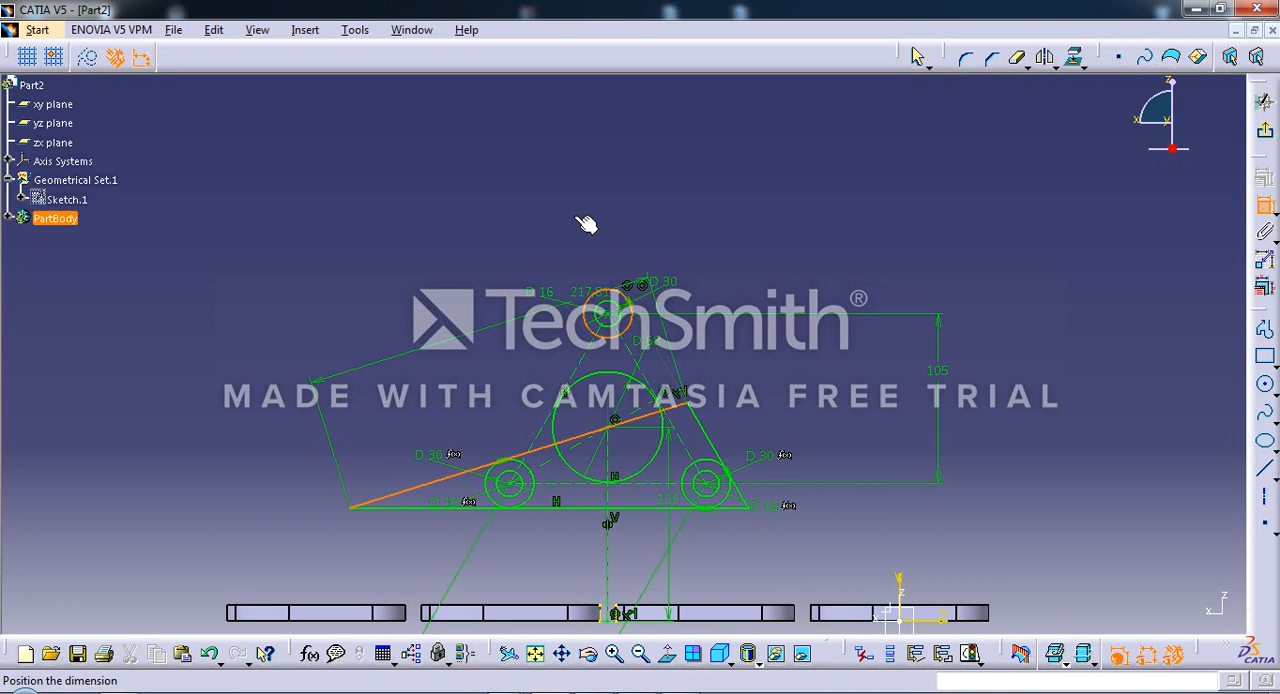 CATIA V5 - [Part2]
Start ENOVIA V5 VPM File Edit View Insert Tools Window Help
Part2
xy plane
yz plane
zx plane
Axis Systems
Geometrical Set.1
Sketch.1
PartBody
z
x y
D 16 D 30
TechSmith®
105
MADE WITH CAMTASIA FREE TRIAL
D 30 f(x) H D 30 f(x)
H
V
V
z
z
x
f(x)
CATIA
Position the dimension